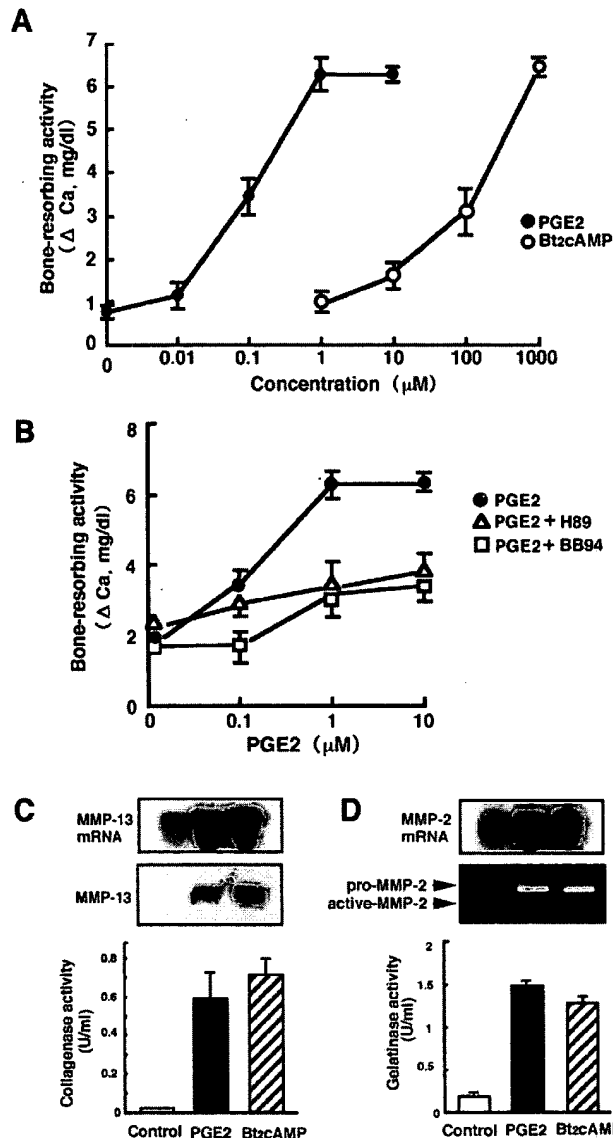 A
7
6
5
4
3
2
1
0
Bone-resorbing activity
(Δ Ca, mg/dl)
0 0.01 0.1 1 10 100 1000
Concentration (μM)
PGE2
Bt2cAMP
B
8
6
4
2
0
Bone-resorbing activity
(Δ Ca, mg/dl)
0 0.1 1 10
PGE2 (μM)
PGE2
PGE2+H89
PGE2+BB94
C
MMP-13
mRNA
MMP-13
0.8
0.6
0.4
0.2
0
Collagenase activity
(U/ml)
Control PGE2 Bt2cAMP
D
MMP-2
mRNA
pro-MMP-2
active-MMP-2
2
1.5
1
0.5
0
Gelatinase activity
(U/ml)
Control PGE2 Bt2cAM